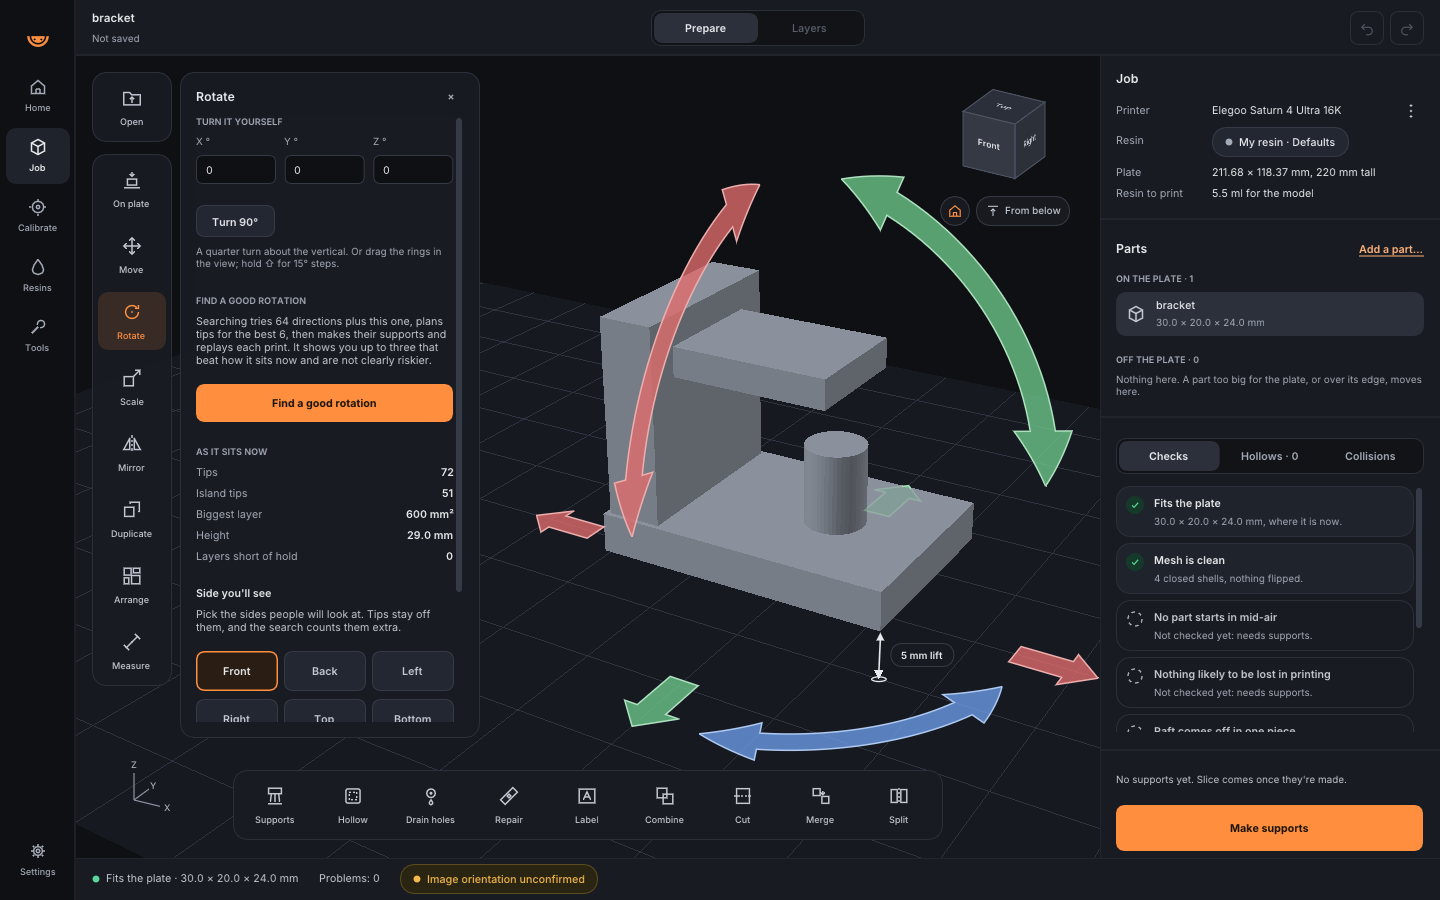 bracket
Not saved
Prepare
Layers
Home
Job
Calibrate
Resins
Tools
Settings
Open
On plate
Move
Rotate
Scale
Mirror
Duplicate
Arrange
Measure
Rotate
×
TURN IT YOURSELF
X °
Y °
Z °
0
0
0
Turn 90°
A quarter turn about the vertical. Or drag the rings in
the view; hold ⇧ for 15° steps.
FIND A GOOD ROTATION
Searching tries 64 directions plus this one, plans
tips for the best 6, then makes their supports and
replays each print. It shows you up to three that
beat how it sits now and are not clearly riskier.
Find a good rotation
AS IT SITS NOW
Tips 72
Island tips 51
Biggest layer 600 mm²
Height 29.0 mm
Layers short of hold 0
Side you'll see
Pick the sides people will look at. Tips stay off
them, and the search counts them extra.
Front
Back
Left
Right
Top
Bottom
Top
Front
Right
From below
5 mm lift
Z
Y
X
Supports
Hollow
Drain holes
Repair
Label
Combine
Cut
Merge
Split
Job
Printer Elegoo Saturn 4 Ultra 16K
Resin My resin · Defaults
Plate 211.68 × 118.37 mm, 220 mm tall
Resin to print 5.5 ml for the model
Parts
Add a part...
ON THE PLATE · 1
bracket
30.0 × 20.0 × 24.0 mm
OFF THE PLATE · 0
Nothing here. A part too big for the plate, or over its edge, moves
here.
Checks
Hollows · 0
Collisions
Fits the plate
30.0 × 20.0 × 24.0 mm, where it is now.
Mesh is clean
4 closed shells, nothing flipped.
No part starts in mid-air
Not checked yet: needs supports.
Nothing likely to be lost in printing
Not checked yet: needs supports.
Raft comes off in one piece
No supports yet. Slice comes once they're made.
Make supports
Fits the plate · 30.0 × 20.0 × 24.0 mm
Problems: 0
Image orientation unconfirmed